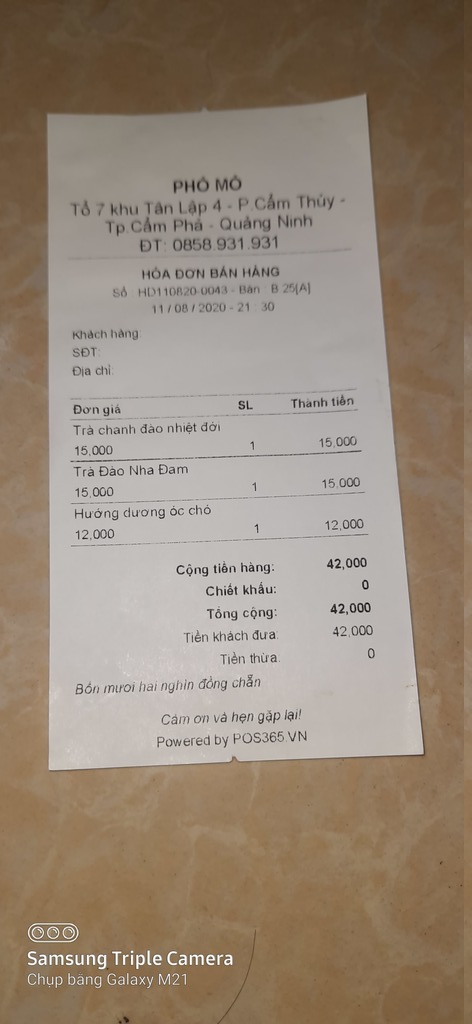 PHỐ MỎ
Tổ 7 khu Tân Lập 4 - P.Cẩm Thủy -
Tp.Cẩm Phả - Quảng Ninh
ĐT: 0858.931.931
HÓA ĐƠN BÁN HÀNG
Số : HD110820-0043 - Bàn : B 25[A]
11 / 08 / 2020 - 21 : 30
Khách hàng:
SĐT:
Địa chỉ:
Đơn giá SL Thành tiền
Trà chanh đào nhiệt đới
15,000 1 15,000
Trà Đào Nha Đam
15,000 1 15,000
Hướng dương óc chó
12,000 1 12,000
Cộng tiền hàng: 42,000
Chiết khấu: 0
Tổng cộng: 42,000
Tiền khách đưa: 42,000
Tiền thừa: 0
Bốn mươi hai nghìn đồng chẵn
Cảm ơn và hẹn gặp lại!
Powered by POS365.VN
Samsung Triple Camera
Chụp bằng Galaxy M21